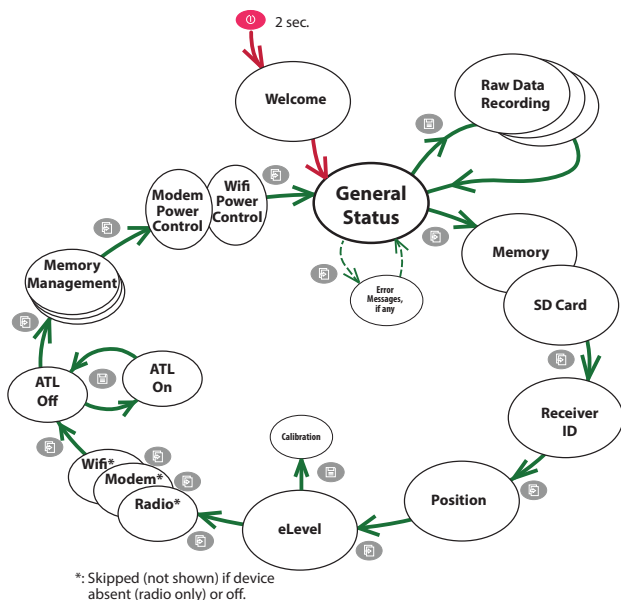 2 sec.
Welcome
Raw Data
Recording
General
Status
Wifi
Power
Control
Modem
Power
Control
Memory
Management
Memory
SD Card
Error
Messages,
if any
ATL
Off
ATL
On
Receiver
ID
Calibration
Wifi*
Modem*
Radio*
eLevel
Position
*: Skipped (not shown) if device
absent (radio only) or off.